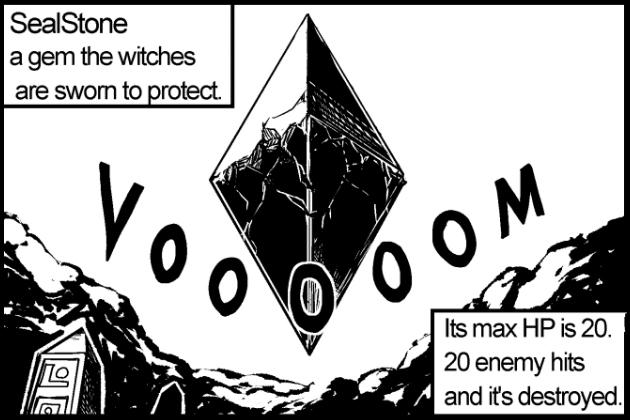 SealStone
a gem the witches
are sworn to protect.
VOOOOOM
Its max HP is 20.
20 enemy hits
and it's destroyed.